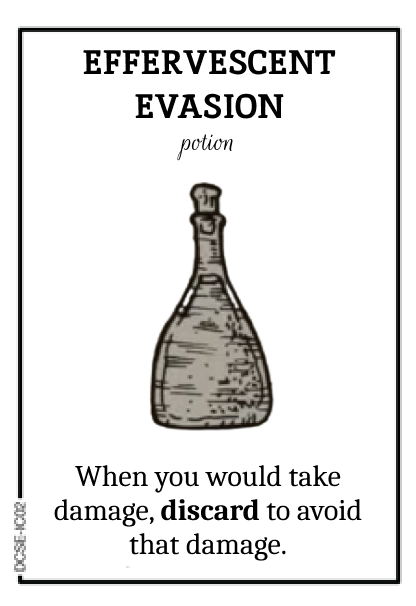 EFFERVESCENT
EVASION
potion
When you would take
damage, discard to avoid
that damage.
DCSE-IC02